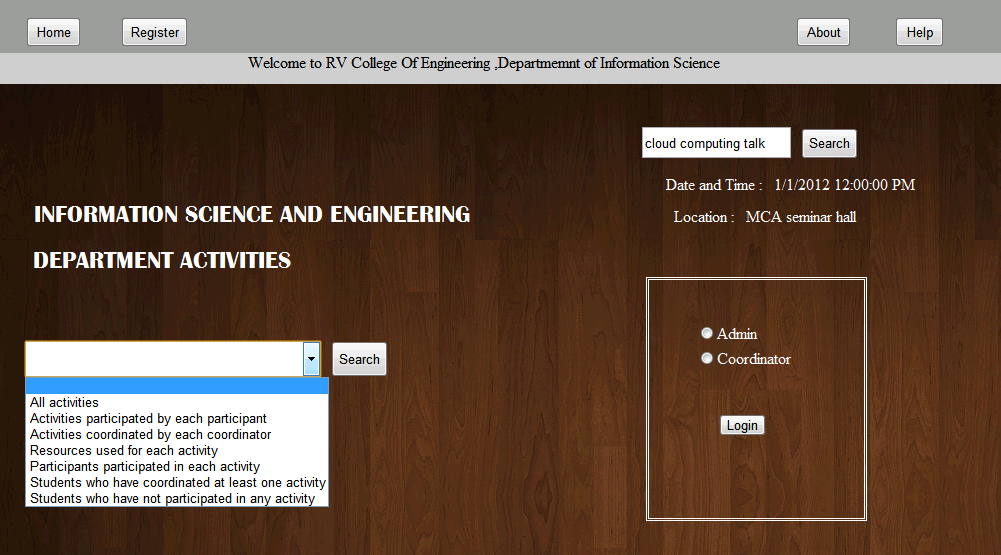 Home Register About Help
Welcome to RV College Of Engineering ,Departmemnt of Information Science
cloud computing talk Search
Date and Time : 1/1/2012 12:00:00 PM
Location : MCA seminar hall
INFORMATION SCIENCE AND ENGINEERING
DEPARTMENT ACTIVITIES
Search
All activities
Activities participated by each participant
Activities coordinated by each coordinator
Resources used for each activity
Participants participated in each activity
Students who have coordinated at least one activity
Students who have not participated in any activity
Admin
Coordinator
Login